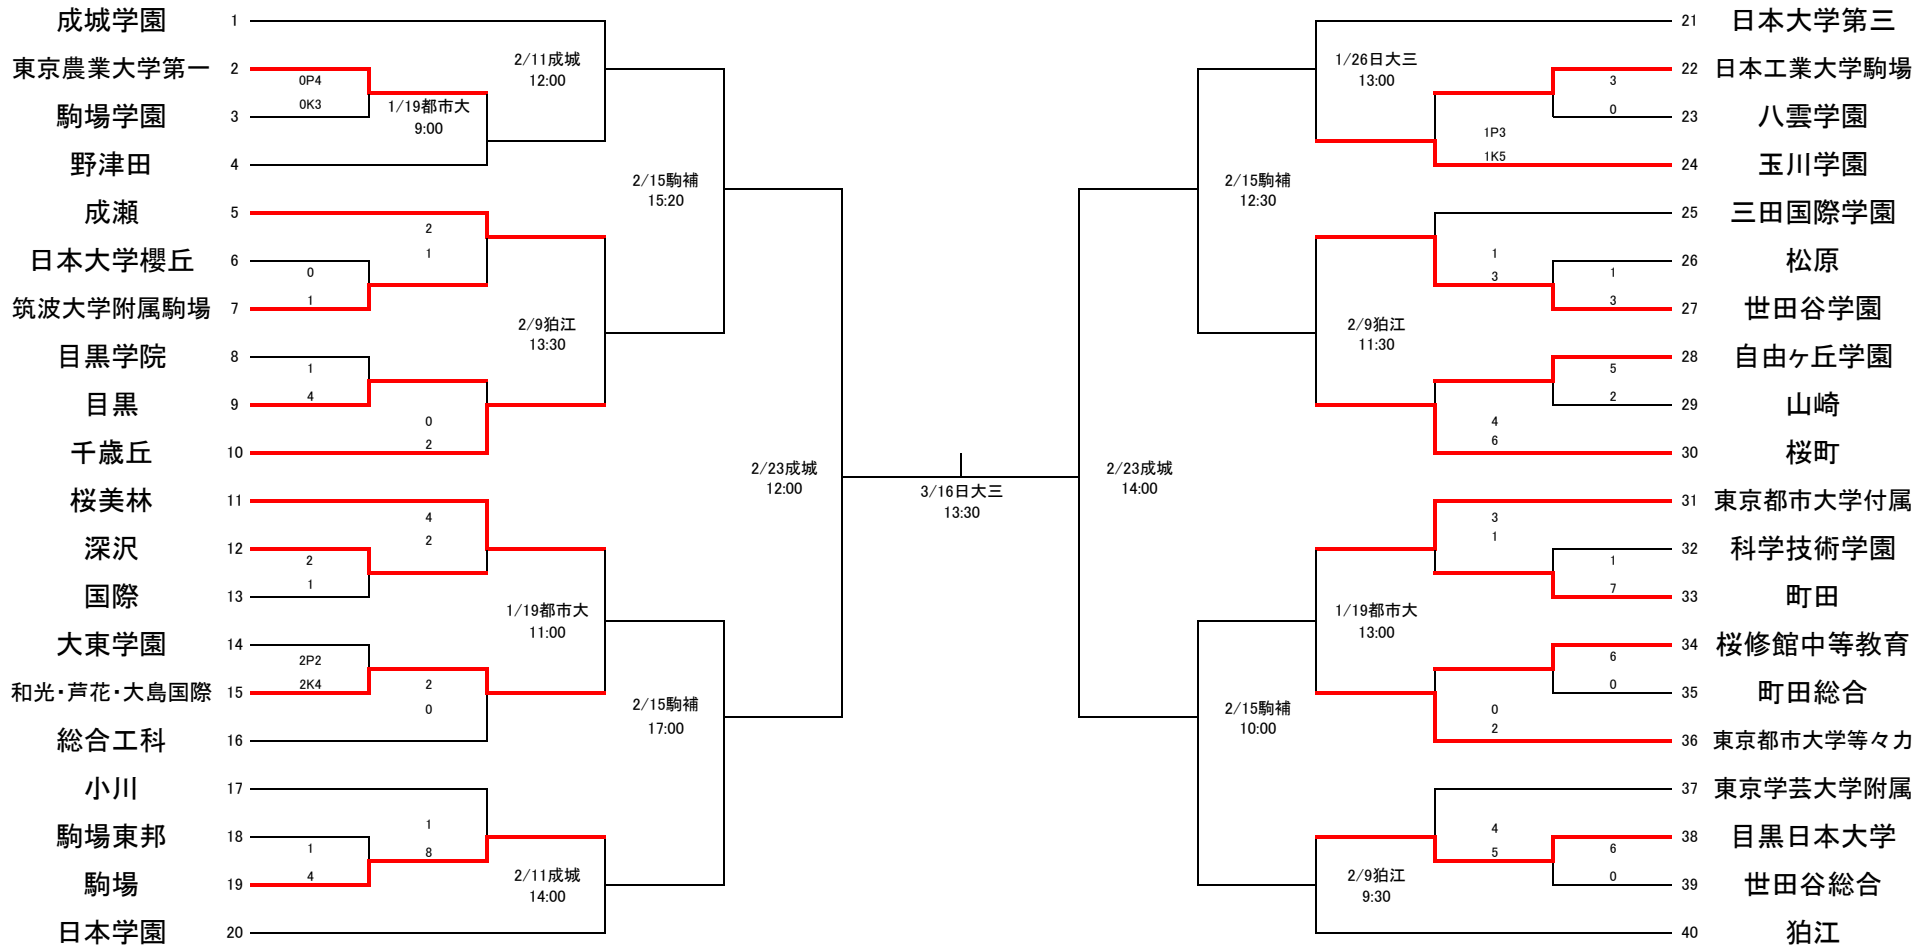 成城学園 1
2/11成城
12:00
東京農業大学第一 2
0P4
0K3
1/19都市大
9:00
駒場学園 3
野津田 4
2/15駒補
15:20
成瀬 5
2
1
日本大学櫻丘 6
0
1
筑波大学附属駒場 7
2/9狛江
13:30
目黒学院 8
1
4
目黒 9
0
2
千歳丘 10
2/23成城
12:00
桜美林 11
4
2
深沢 12
2
1
国際 13
1/19都市大
11:00
大東学園 14
2P2
2K4
和光・芦花・大島国際 15
2
0
2/15駒補
17:00
総合工科 16
小川 17
1
8
駒場東邦 18
1
4
駒場 19
2/11成城
14:00
日本学園 20
3/16日大三
13:30
21 日本大学第三
1/26日大三
13:00
22 日本工業大学駒場
3
0
23 八雲学園
1P3
1K5
24 玉川学園
2/15駒補
12:30
25 三田国際学園
1
3
26 松原
1
3
27 世田谷学園
2/9狛江
11:30
28 自由ヶ丘学園
5
2
29 山崎
4
6
30 桜町
2/23成城
14:00
31 東京都市大学付属
3
1
32 科学技術学園
1
7
33 町田
1/19都市大
13:00
34 桜修館中等教育
6
0
35 町田総合
0
2
2/15駒補
10:00
36 東京都市大学等々力
37 東京学芸大学附属
4
5
38 目黒日本大学
6
0
39 世田谷総合
2/9狛江
9:30
40 狛江